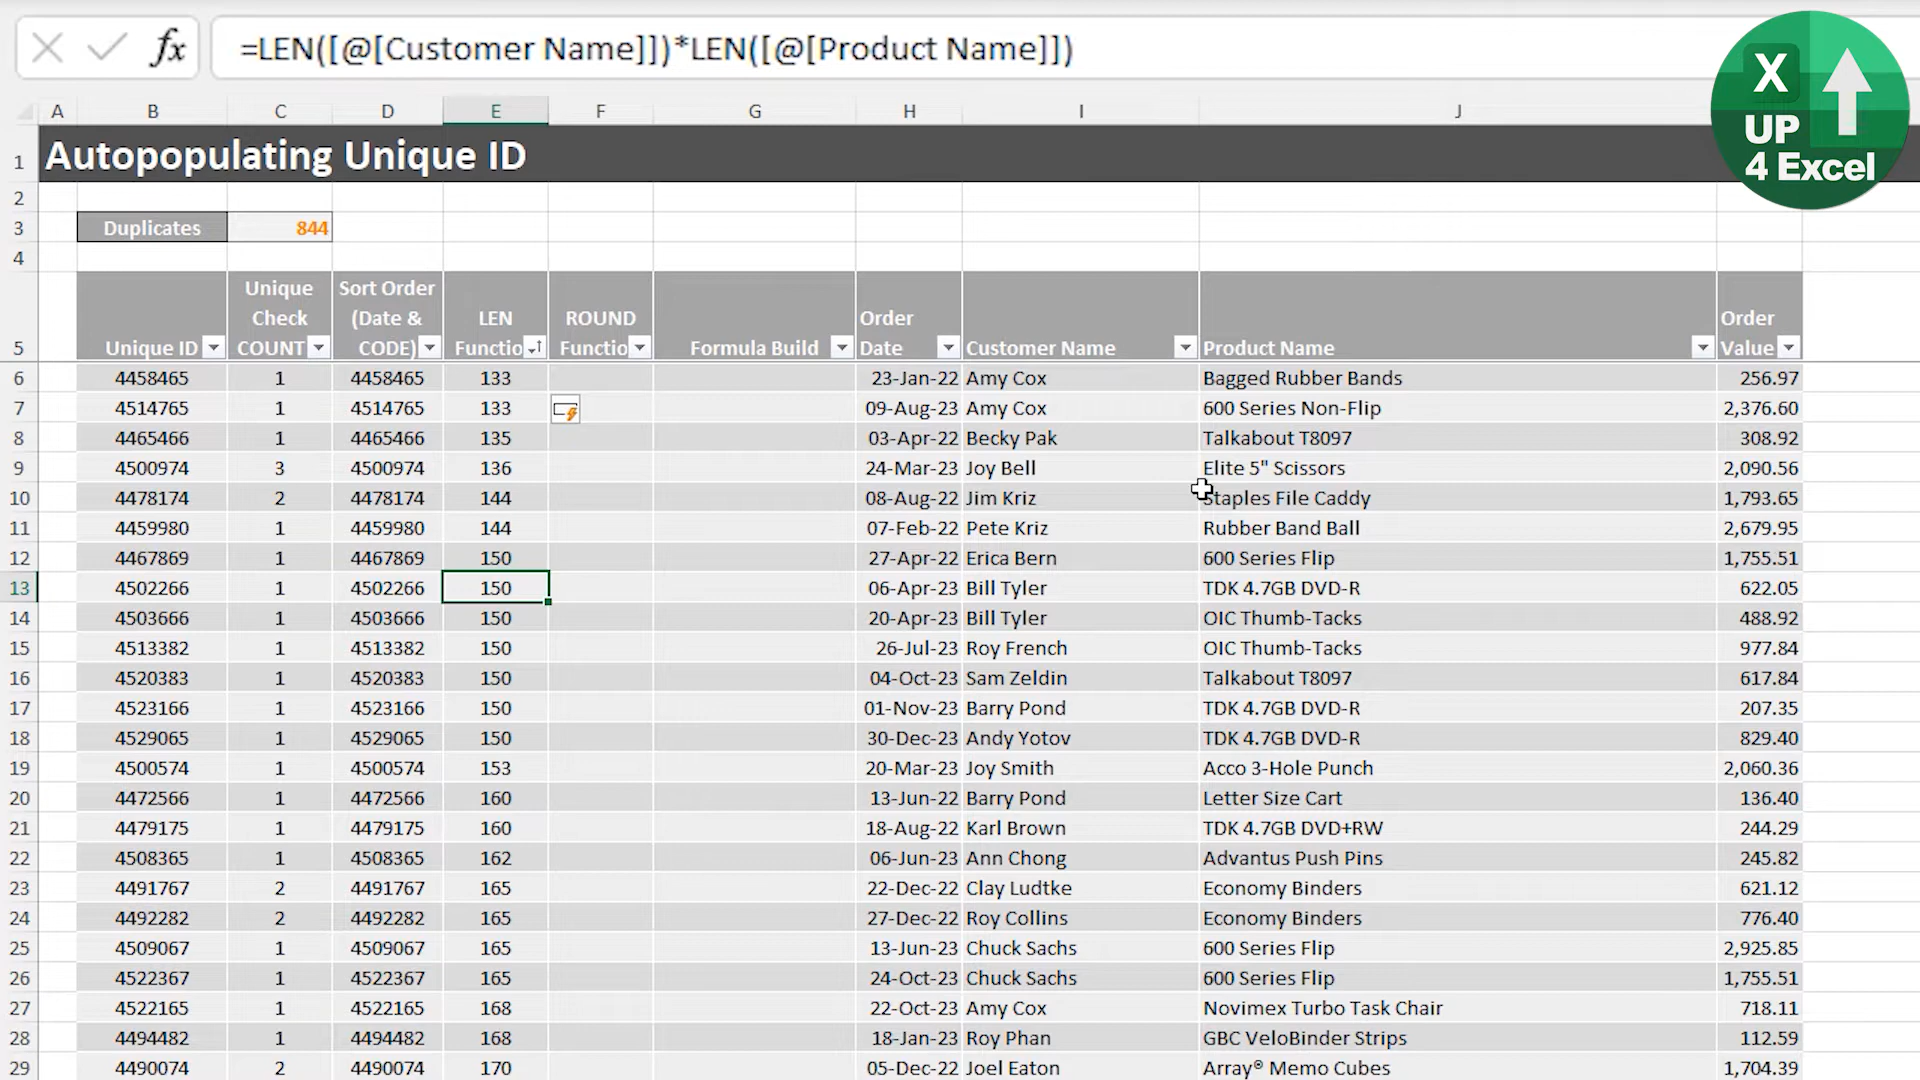 fx =LEN([@[Customer Name]])*LEN([@[Product Name]])
X
UP
4 Excel
A B C D E F G H I J
1 Autopopulating Unique ID
2
3 Duplicates 844
4
Unique Sort Order
Check (Date & LEN ROUND Order Order
5 Unique ID COUNT CODE) Functio Functio Formula Build Date Customer Name Product Name Value
6 4458465 1 4458465 133 23-Jan-22 Amy Cox Bagged Rubber Bands 256.97
7 4514765 1 4514765 133 09-Aug-23 Amy Cox 600 Series Non-Flip 2,376.60
8 4465466 1 4465466 135 03-Apr-22 Becky Pak Talkabout T8097 308.92
9 4500974 3 4500974 136 24-Mar-23 Joy Bell Elite 5" Scissors 2,090.56
10 4478174 2 4478174 144 08-Aug-22 Jim Kriz Staples File Caddy 1,793.65
11 4459980 1 4459980 144 07-Feb-22 Pete Kriz Rubber Band Ball 2,679.95
12 4467869 1 4467869 150 27-Apr-22 Erica Bern 600 Series Flip 1,755.51
13 4502266 1 4502266 150 06-Apr-23 Bill Tyler TDK 4.7GB DVD-R 622.05
14 4503666 1 4503666 150 20-Apr-23 Bill Tyler OIC Thumb-Tacks 488.92
15 4513382 1 4513382 150 26-Jul-23 Roy French OIC Thumb-Tacks 977.84
16 4520383 1 4520383 150 04-Oct-23 Sam Zeldin Talkabout T8097 617.84
17 4523166 1 4523166 150 01-Nov-23 Barry Pond TDK 4.7GB DVD-R 207.35
18 4529065 1 4529065 150 30-Dec-23 Andy Yotov TDK 4.7GB DVD-R 829.40
19 4500574 1 4500574 153 20-Mar-23 Joy Smith Acco 3-Hole Punch 2,060.36
20 4472566 1 4472566 160 13-Jun-22 Barry Pond Letter Size Cart 136.40
21 4479175 1 4479175 160 18-Aug-22 Karl Brown TDK 4.7GB DVD+RW 244.29
22 4508365 1 4508365 162 06-Jun-23 Ann Chong Advantus Push Pins 245.82
23 4491767 2 4491767 165 22-Dec-22 Clay Ludtke Economy Binders 621.12
24 4492282 2 4492282 165 27-Dec-22 Roy Collins Economy Binders 776.40
25 4509067 1 4509067 165 13-Jun-23 Chuck Sachs 600 Series Flip 2,925.85
26 4522367 1 4522367 165 24-Oct-23 Chuck Sachs 600 Series Flip 1,755.51
27 4522165 1 4522165 168 22-Oct-23 Amy Cox Novimex Turbo Task Chair 718.11
28 4494482 1 4494482 168 18-Jan-23 Roy Phan GBC VeloBinder Strips 112.59
29 4490074 2 4490074 170 05-Dec-22 Joel Eaton Array® Memo Cubes 1,704.39